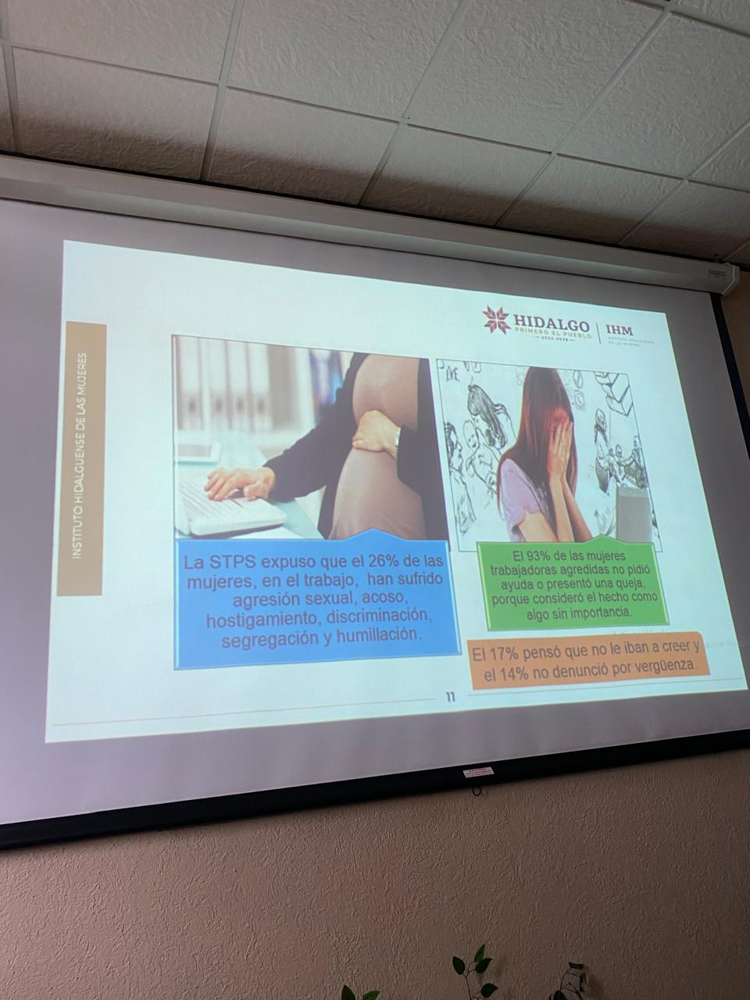 HIDALGO
PRIMERO EL PUEBLO
2022-2028
IHM
INSTITUTO HIDALGUENSE
DE LAS MUJERES
INSTITUTO HIDALGUENSE DE LAS MUJERES
LIKE
La STPS expuso que el 26% de las
mujeres, en el trabajo, han sufrido
agresión sexual, acoso,
hostigamiento, discriminación,
segregación y humillación.
El 93% de las mujeres
trabajadoras agredidas no pidió
ayuda o presentó una queja,
porque consideró el hecho como
algo sin importancia.
El 17% pensó que no le iban a creer y
el 14% no denunció por vergüenza.
11